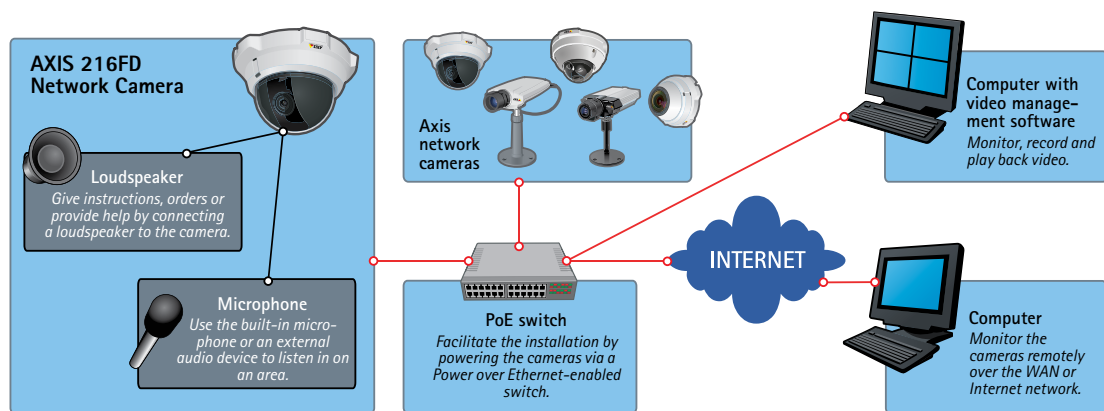 AXIS 216FD
Network Camera
Loudspeaker
Give instructions, orders or
provide help by connecting
a loudspeaker to the camera.
Microphone
Use the built-in micro-
phone or an external
audio device to listen in on
an area.
Axis
network
cameras
PoE switch
Facilitate the installation by
powering the cameras via a
Power over Ethernet-enabled
switch.
INTERNET
Computer with
video manage-
ment software
Monitor, record and
play back video.
Computer
Monitor the
cameras remotely
over the WAN or
Internet network.